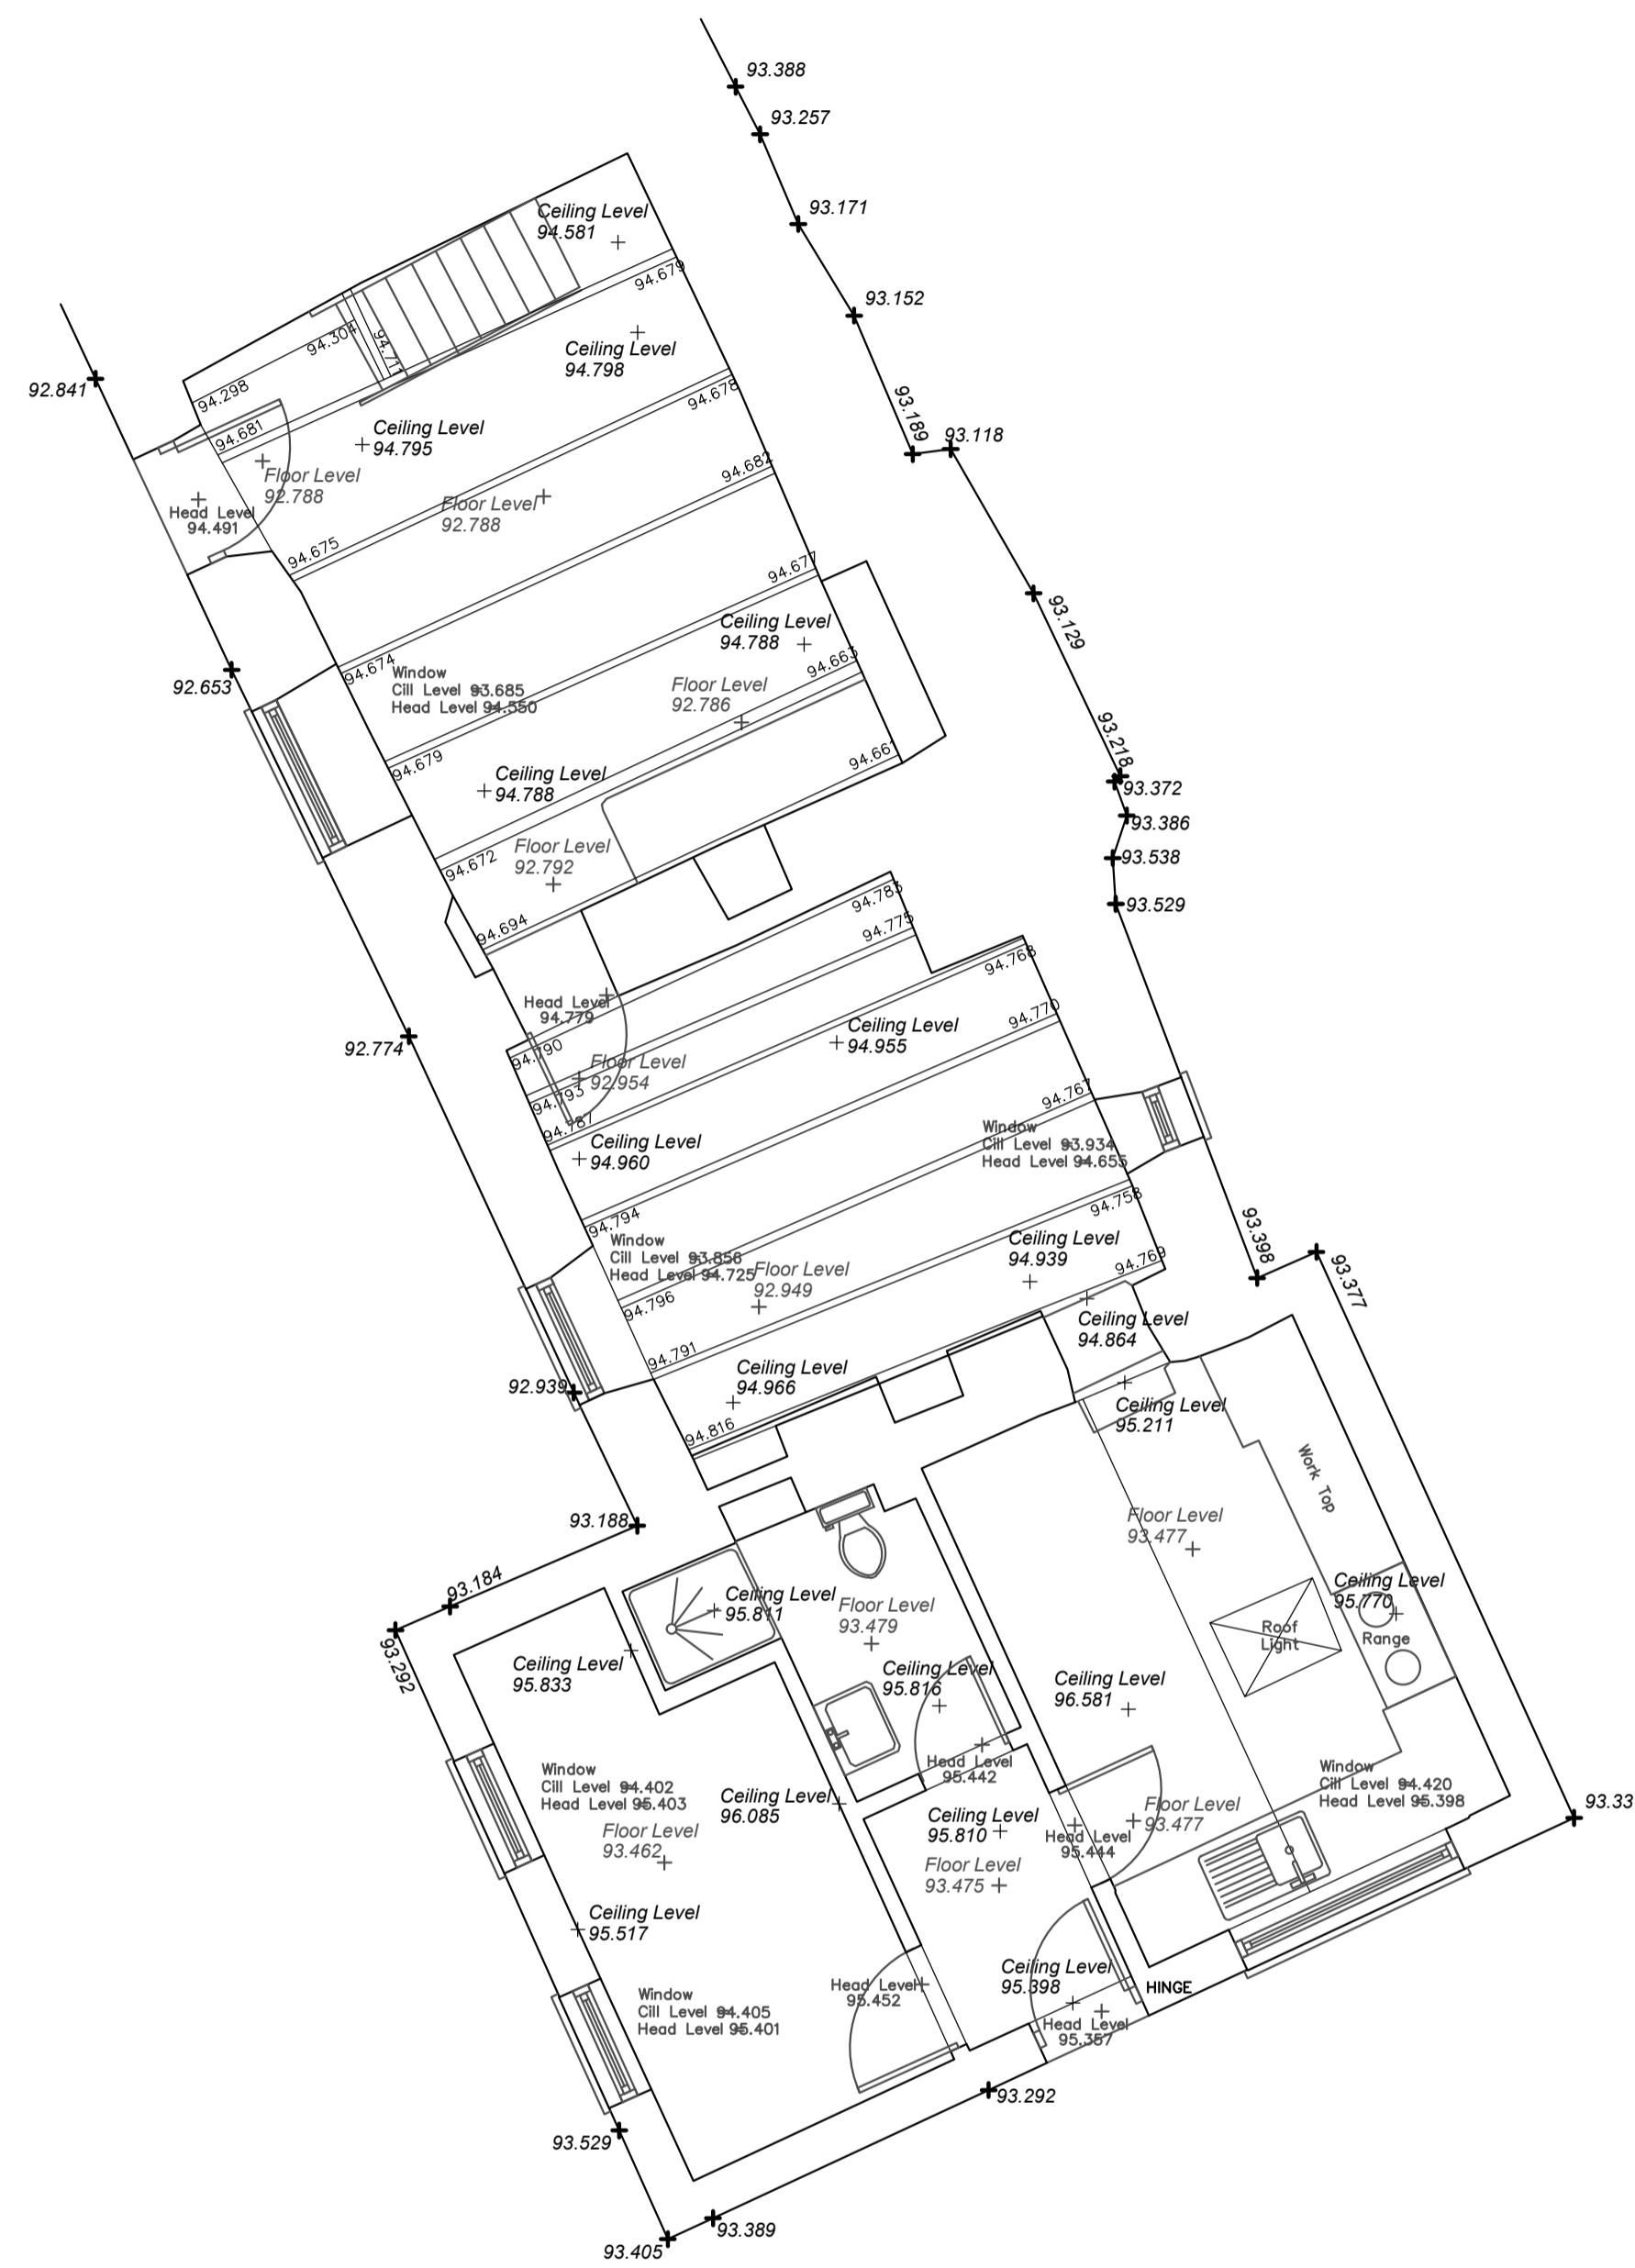 93.388
93.257
93.171
93.152
93.189
93.118
93.129
93.218
93.372
93.386
93.538
93.529
92.841
92.653
92.774
92.939
93.188
93.184
93.292
Ceiling Level
94.581
94.679
94.304
94.711
94.298
Ceiling Level
94.798
94.678
94.681
Ceiling Level
94.795
Floor Level
92.788
Floor Level
92.788
Head Level
94.491
94.682
94.675
94.677
94.674
Ceiling Level
94.788
Window
Cill Level 93.685
Head Level 94.550
94.663
Floor Level
92.786
94.679
94.661
Ceiling Level
94.788
Floor Level
92.792
94.672
94.694
94.783
94.775
94.768
Head Level
94.779
94.790
94.770
Ceiling Level
94.955
Floor Level
92.954
94.793
94.787
94.767
Ceiling Level
94.960
Window
Cill Level 93.934
Head Level 94.655
94.794
94.758
Window
Cill Level 93.856
Head Level 94.725
Floor Level
92.949
Ceiling Level
94.939
94.769
94.796
Ceiling Level
94.864
94.791
Ceiling Level
94.966
94.816
93.398
93.377
Ceiling Level
95.211
Work Top
Floor Level
93.477
Ceiling Level
95.770
Roof
Light
Range
Ceiling Level
95.811
Floor Level
93.479
Ceiling Level
95.833
Ceiling Level
95.816
Ceiling Level
96.581
Head Level
95.442
Window
Cill Level 94.402
Head Level 95.403
Ceiling Level
96.085
Floor Level
93.462
Ceiling Level
95.810
Floor Level
93.475
Head Level
95.444
Floor Level
93.477
Window
Cill Level 94.420
Head Level 95.398
93.33
Ceiling Level
95.517
Ceiling Level
95.398
HINGE
Head Level
95.452
Head Level
95.357
Window
Cill Level 94.405
Head Level 95.401
93.292
93.529
93.389
93.405